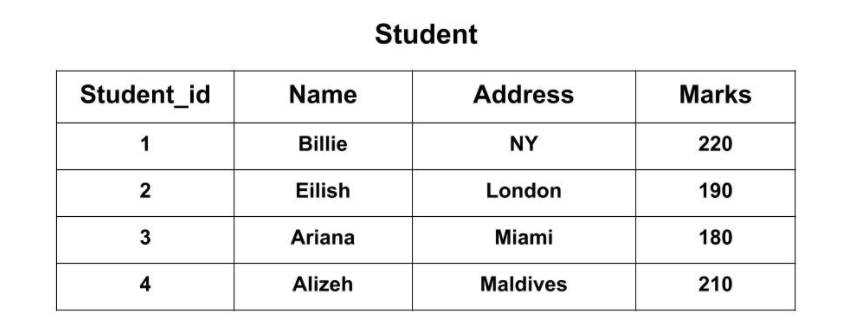 Student
Student_id Name Address Marks
1 Billie NY 220
2 Eilish London 190
3 Ariana Miami 180
4 Alizeh Maldives 210